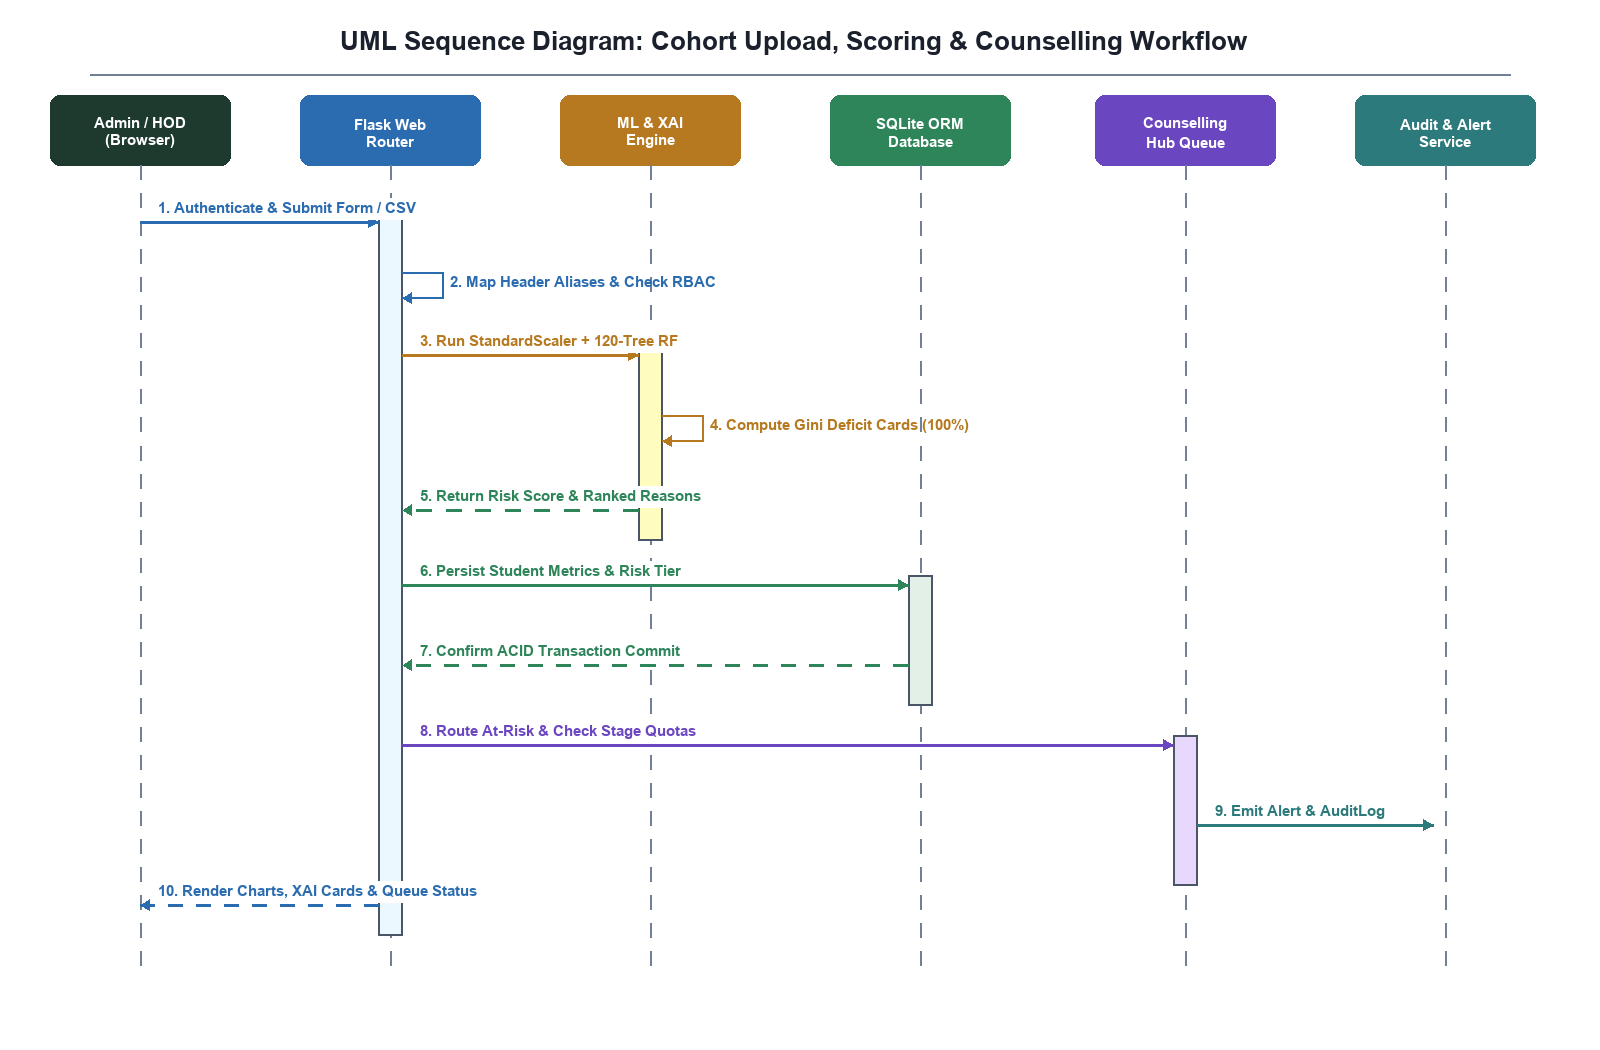 UML Sequence Diagram: Cohort Upload, Scoring & Counselling Workflow
Admin / HOD
(Browser)
Flask Web
Router
ML & XAI
Engine
SQLite ORM
Database
Counselling
Hub Queue
Audit & Alert
Service
1. Authenticate & Submit Form / CSV
2. Map Header Aliases & Check RBAC
3. Run StandardScaler + 120-Tree RF
4. Compute Gini Deficit Cards (100%)
5. Return Risk Score & Ranked Reasons
6. Persist Student Metrics & Risk Tier
7. Confirm ACID Transaction Commit
8. Route At-Risk & Check Stage Quotas
9. Emit Alert & AuditLog
10. Render Charts, XAI Cards & Queue Status